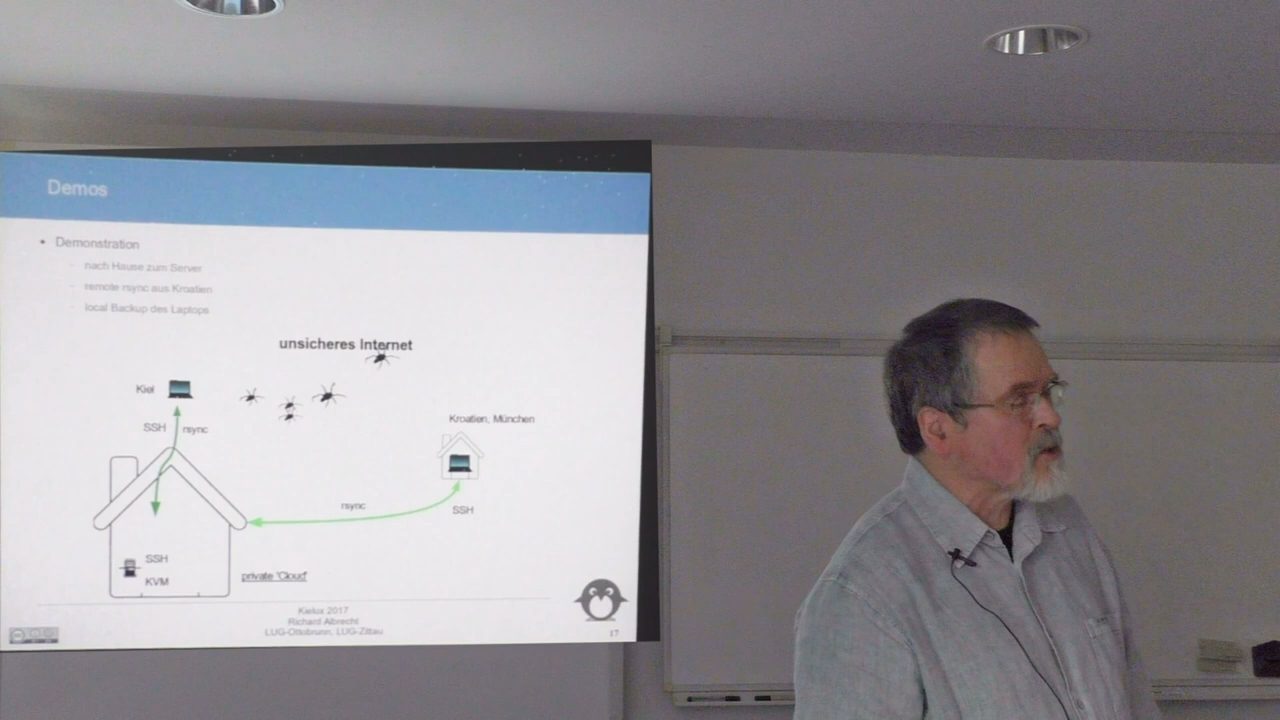 Demos
• Demonstration
nach Hause zum Server
remote rsync aus Kroatien
local Backup des Laptops
unsicheres Internet
Kiel
Kroatien, München
SSH rsync
rsync
SSH
SSH
KVM
private 'Cloud'
Kielux 2017
Richard Albrecht
LUG-Ottobrunn, LUG-Zittau
17